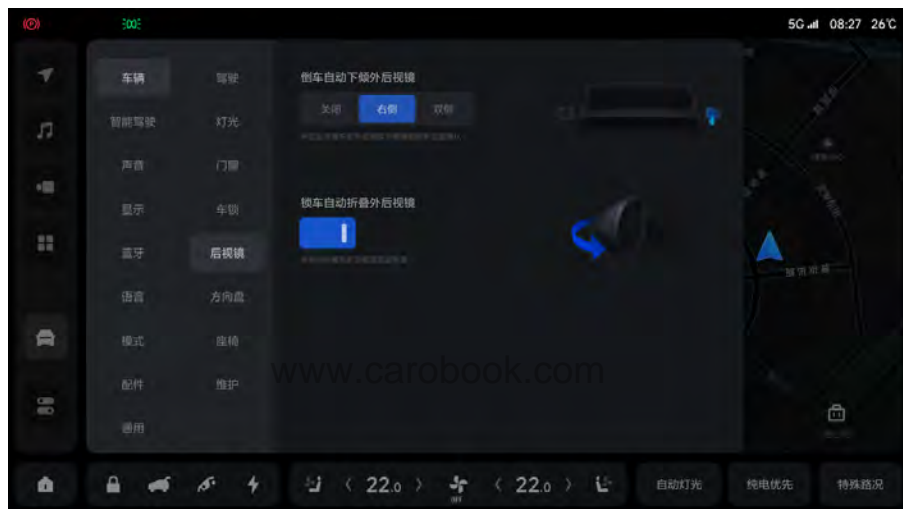 5G 08:27 26℃
车辆 驾驶
智能驾驶 灯光
声音 门窗
显示 车锁
蓝牙 后视镜
语言 方向盘
模式 座椅
配件 维护
通用
倒车自动下倾外后视镜
关闭 右侧 双侧
锁车自动折叠外后视镜
www.carobook.com
22.0 OFF 22.0 自动灯光 纯电优先 特殊路况